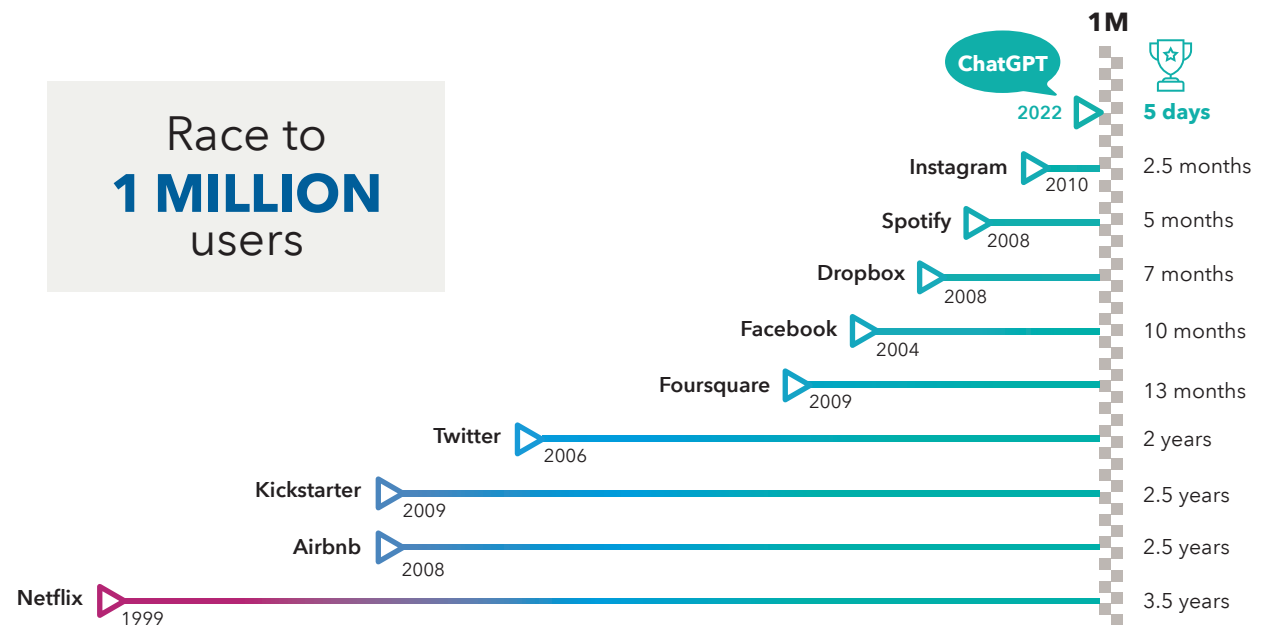 Race to
1 MILLION
users
1M
ChatGPT
2022
5 days
Instagram
2010
2.5 months
Spotify
2008
5 months
Dropbox
2008
7 months
Facebook
2004
10 months
Foursquare
2009
13 months
Twitter
2006
2 years
Kickstarter
2009
2.5 years
Airbnb
2008
2.5 years
Netflix
1999
3.5 years